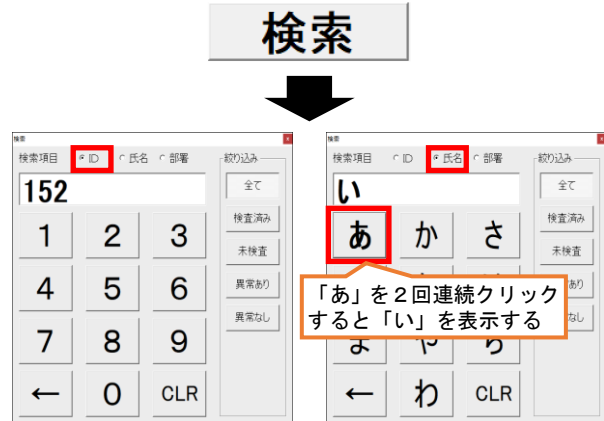 検索
検索
検索項目 ID 氏名 部署 絞り込み
152
全て
検査済み
未検査
異常あり
異常なし
1 2 3
4 5 6
7 8 9
← 0 CLR
検索
検索項目 ID 氏名 部署 絞り込み
い
全て
検査済み
未検査
あ か さ
「あ」を2回連続クリック
すると「い」を表示する
← わ CLR